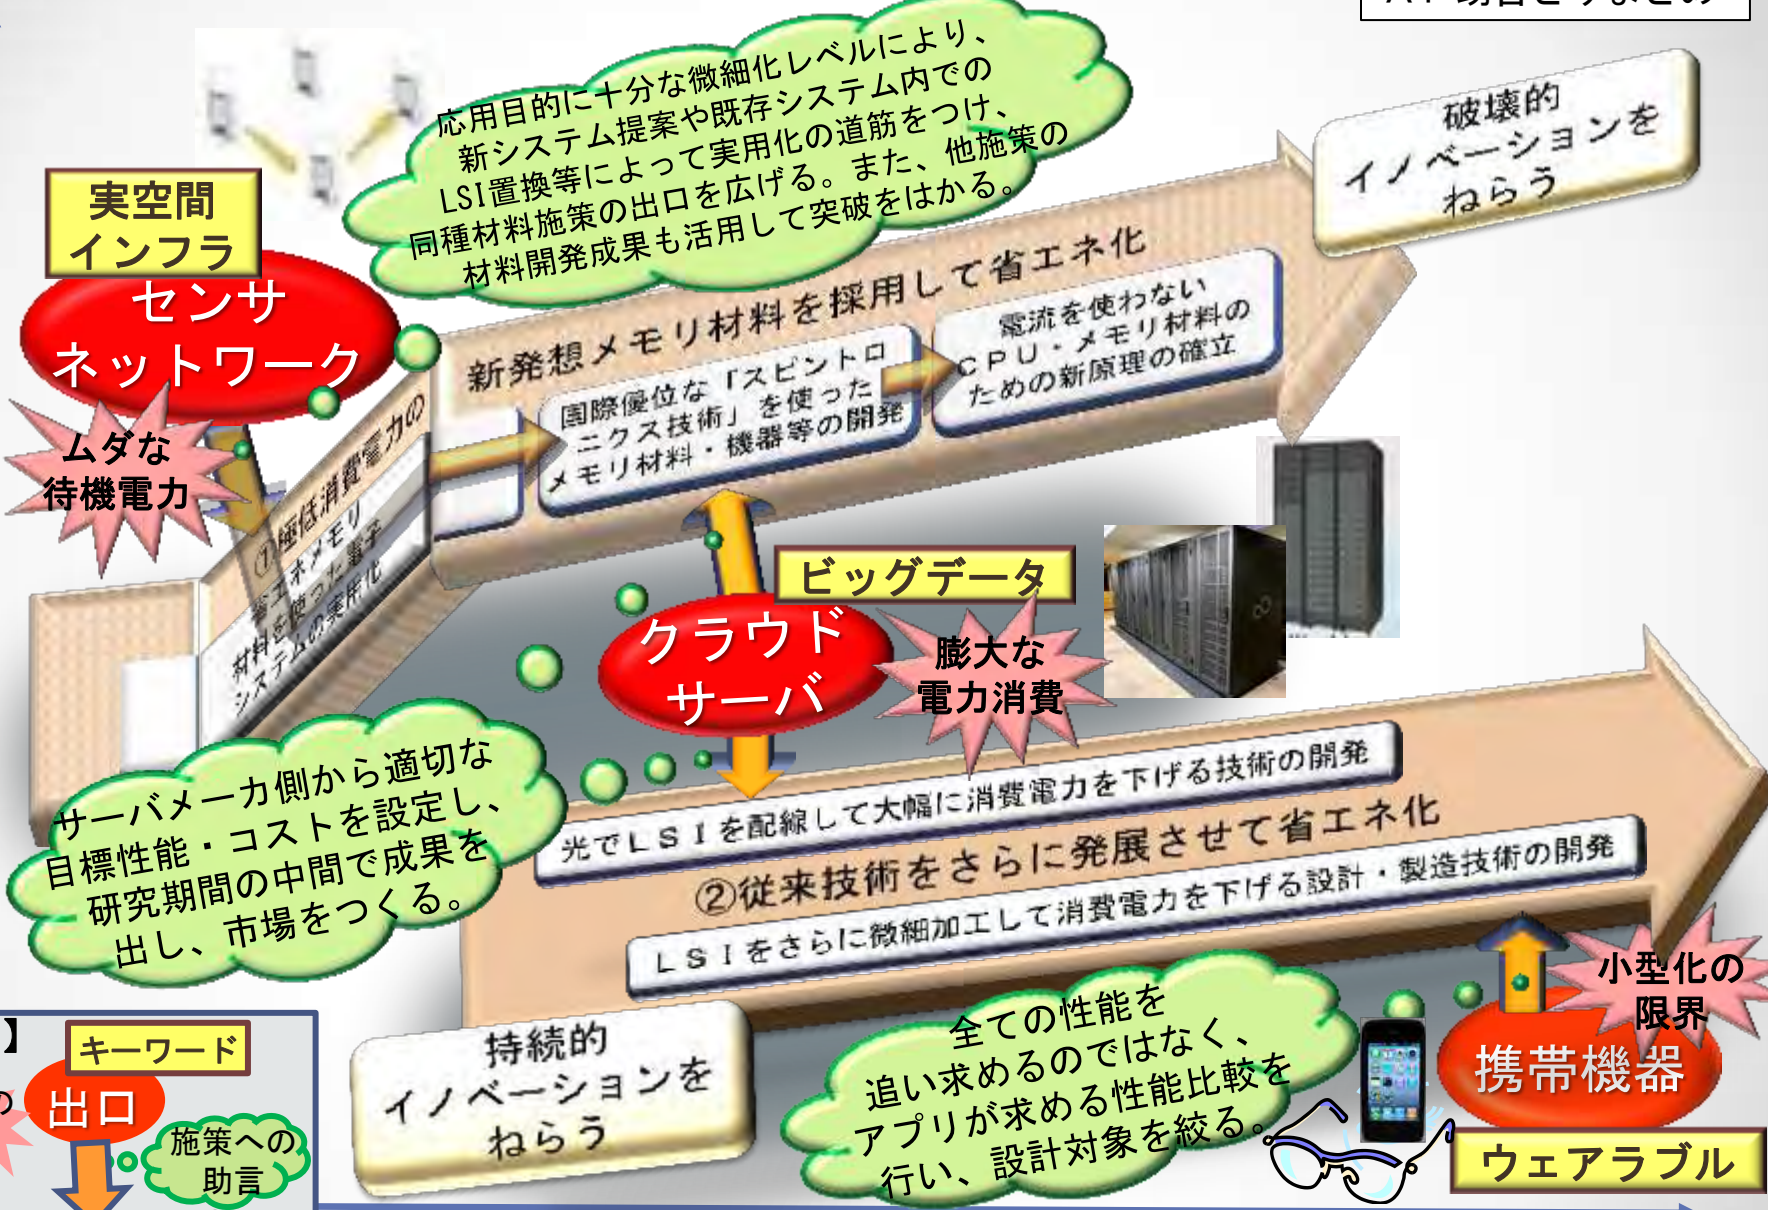 応用目的に十分な微細化レベルにより、
新システム提案や既存システム内での
LSI置換等によって実用化の道筋をつけ、
同種材料施策の出口を広げる。また、他施策の
材料開発成果も活用して突破をはかる。
破壊的
イノベーションを
ねらう
実空間
インフラ
センサ
ネットワーク
ムダな
待機電力
新発想メモリ材料を採用して省エネ化
国際優位な「スピントロ
ニクス技術」を使った
メモリ材料・機器等の開発
電流を使わない
CPU・メモリ材料の
ための新原理の確立
①極低消費電力の
省エネメモリ
材料を使った電子
システムの実用化
ビッグデータ
クラウド
サーバ
膨大な
電力消費
サーバメーカ側から適切な
目標性能・コストを設定し、
研究期間の中間で成果を
出し、市場をつくる。
光でLSIを配線して大幅に消費電力を下げる技術の開発
②従来技術をさらに発展させて省エネ化
LSIをさらに微細加工して消費電力を下げる設計・製造技術の開発
持続的
イノベーションを
ねらう
全ての性能を
追い求めるのではなく、
アプリが求める性能比較を
行い、設計対象を絞る。
小型化の
限界
携帯機器
ウェアラブル
】
キーワード
の
出口
施策への
助言